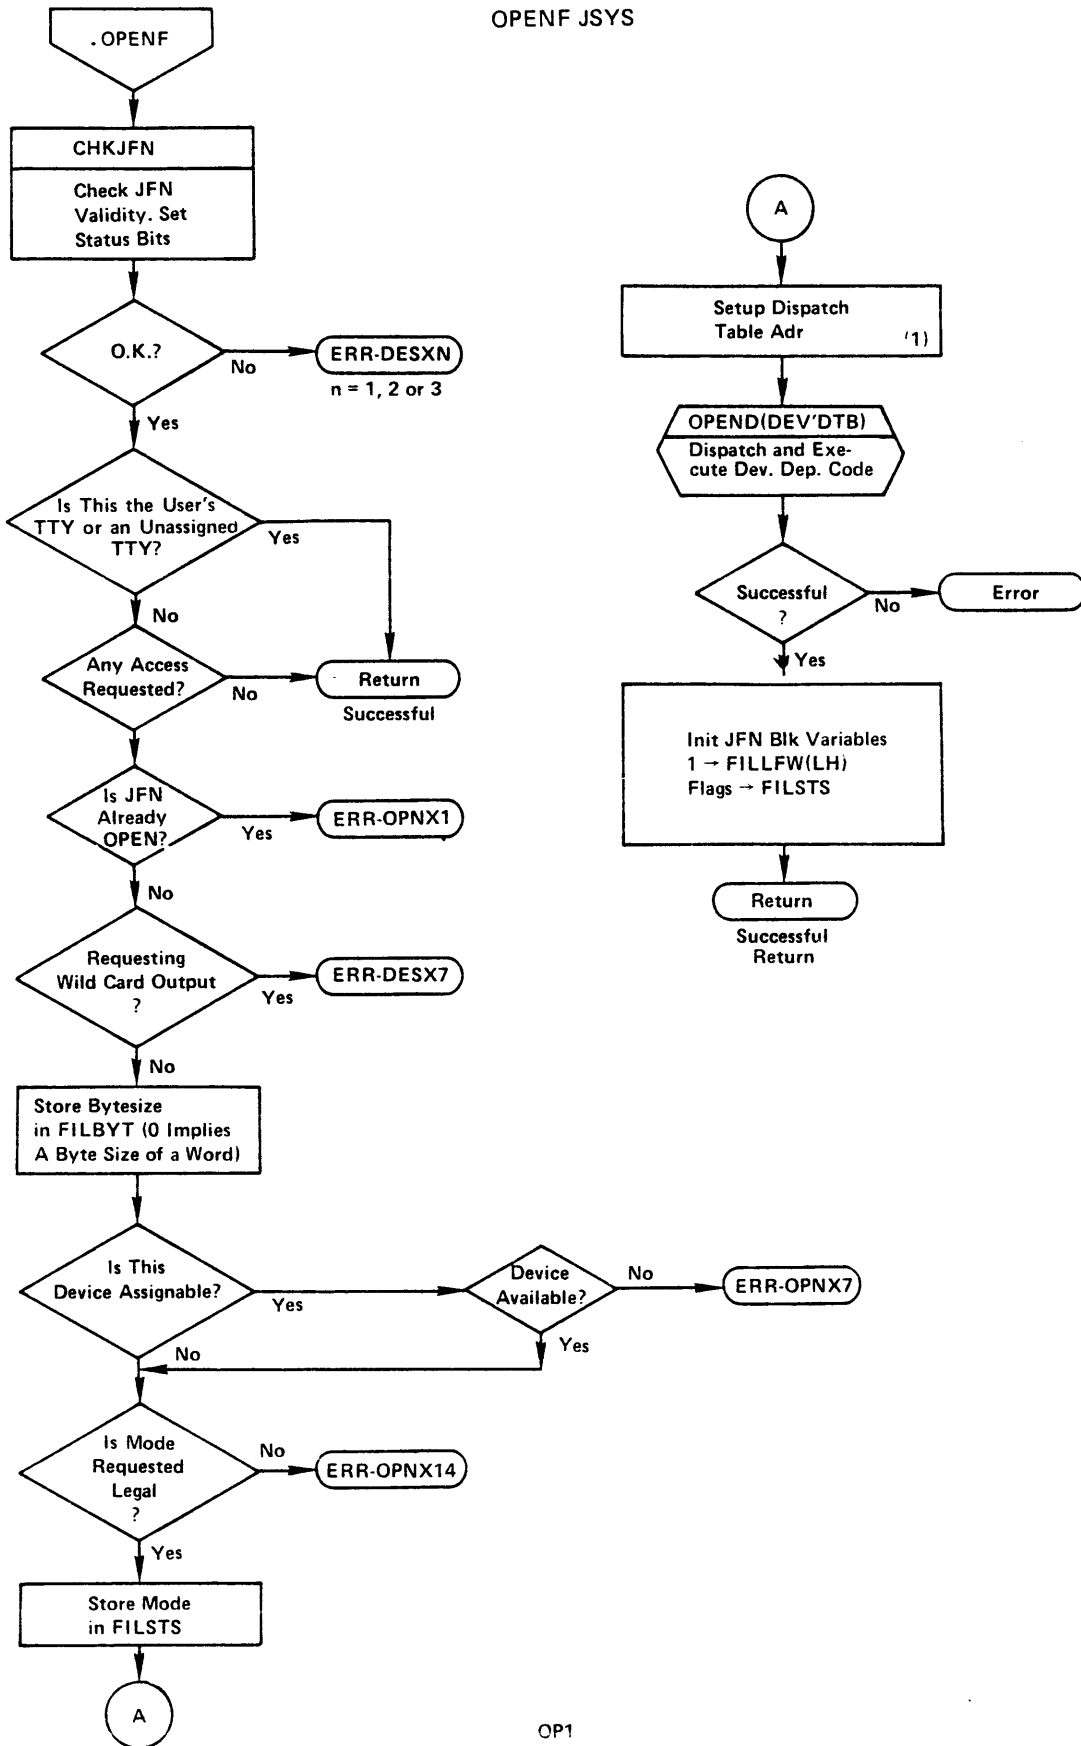 OPENF JSYS
.OPENF
CHKJFN
Check JFN
Validity. Set
Status Bits
O.K.?
No
ERR-DESXN
n = 1, 2 or 3
Yes
Is This the User's
TTY or an Unassigned
TTY?
Yes
No
Any Access
Requested?
No
Return
Successful
Is JFN
Already
OPEN?
Yes
ERR-OPNX1
No
Requesting
Wild Card Output
?
Yes
ERR-DESX7
No
Store Bytesize
in FILBYT (0 Implies
A Byte Size of a Word)
Is This
Device Assignable?
Yes
Device
Available?
No
ERR-OPNX7
Yes
No
Is Mode
Requested
Legal
?
No
ERR-OPNX14
Yes
Store Mode
in FILSTS
A
A
Setup Dispatch
Table Adr
(1)
OPEND(DEV'DTB)
Dispatch and Exe-
cute Dev. Dep. Code
Successful
?
No
Error
Yes
Init JFN Blk Variables
1 → FILLFW(LH)
Flags → FILSTS
Return
Successful
Return
OP1